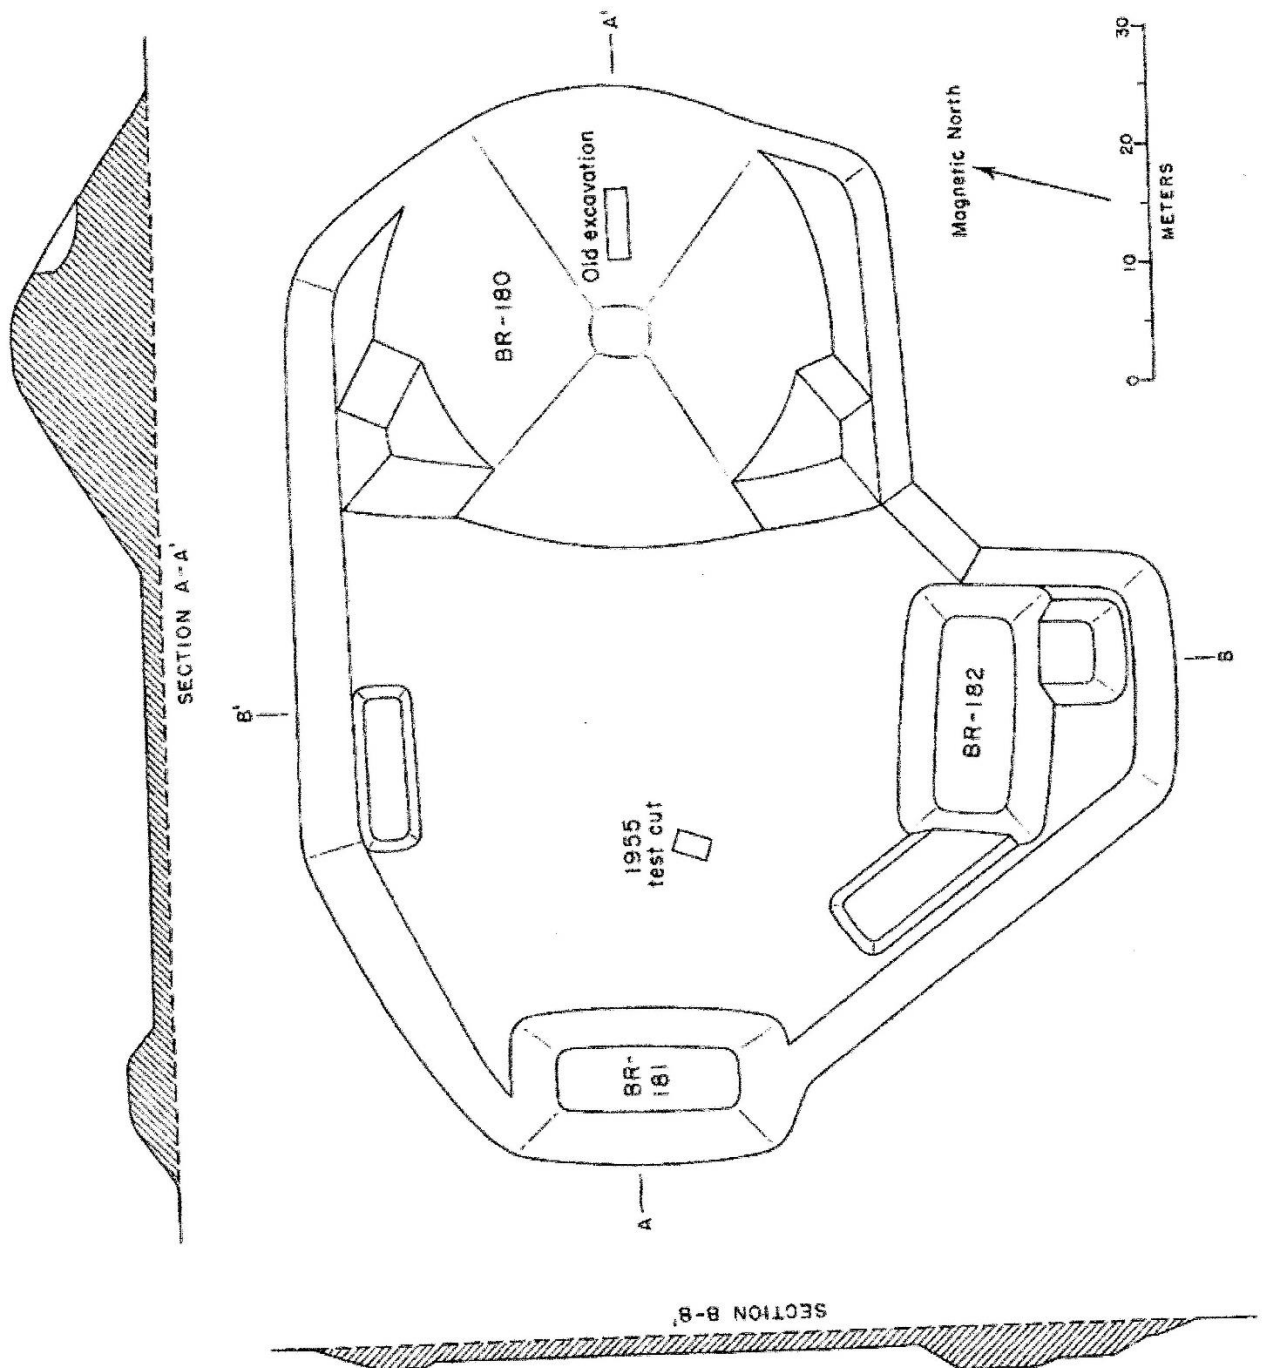 SECTION A-A'
A'
Old excavation
BR-180
Magnetic North
30
20
10
0
METERS
B'
1955
test cut
BR-182
B
BR-
181
A
SECTION B-B'